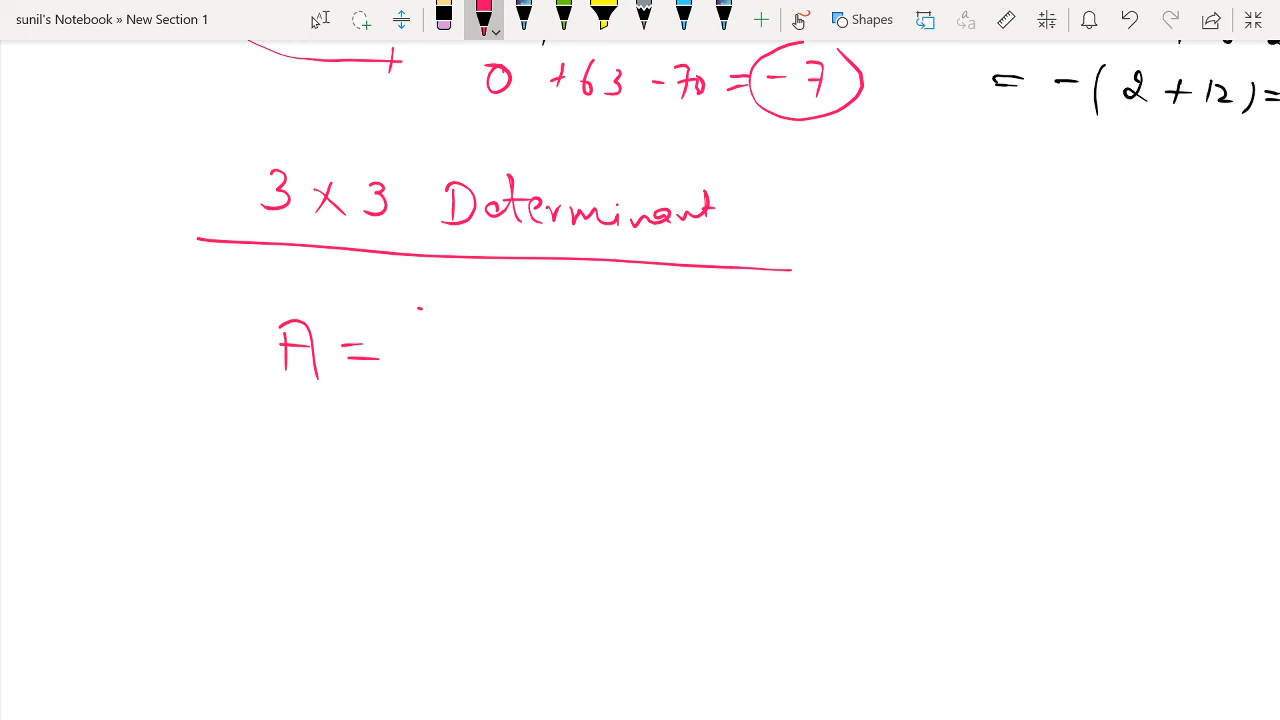 sunil's Notebook » New Section 1
Shapes
0 + 63 - 70 = - 7
= - ( 2 + 12 ) =
3 × 3 Determinant
A =